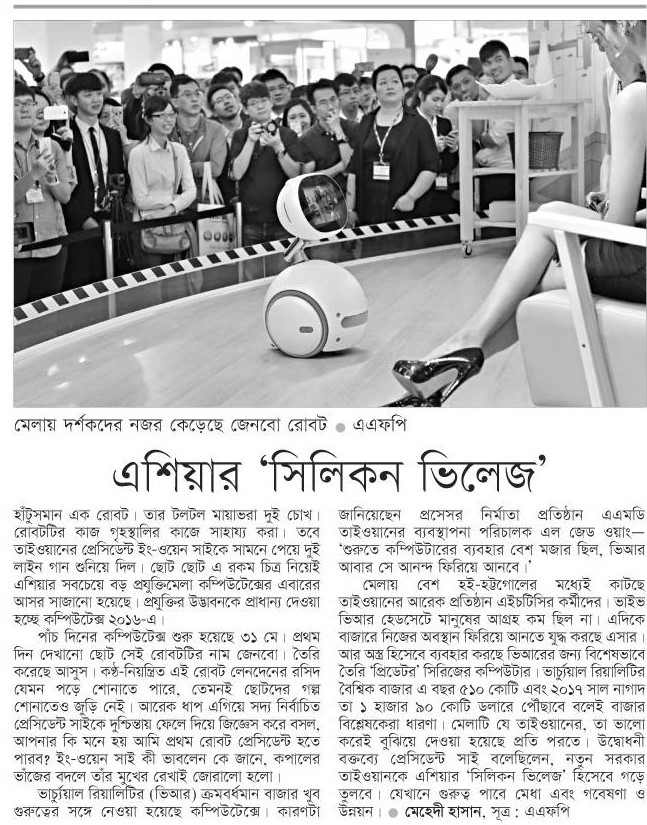 মেলায় দর্শকদের নজর কেড়েছে জেনবো রোবট ● এএফপি
এশিয়ার ‘সিলিকন ভিলেজ’
হাঁটুসমান এক রোবট। তার টলটল মায়াভরা দুই চোখ।
রোবটটির কাজ গৃহস্থালির কাজে সাহায্য করা। তবে
তাইওয়ানের প্রেসিডেন্ট ইং-ওয়েন সাইকে সামনে পেয়ে দুই
লাইন গান শুনিয়ে দিল। ছোট ছোট এ রকম চিত্র নিয়েই
এশিয়ার সবচেয়ে বড় প্রযুক্তিমেলা কম্পিউটেক্সের এবারের
আসর সাজানো হয়েছে। প্রযুক্তির উদ্ভাবনকে প্রাধান্য দেওয়া
হচ্ছে কম্পিউটেক্স ২০১৬-এ।
পাঁচ দিনের কম্পিউটেক্স শুরু হয়েছে ৩১ মে। প্রথম
দিন দেখানো ছোট সেই রোবটটির নাম জেনবো। তৈরি
করেছে আসুস। কণ্ঠ-নিয়ন্ত্রিত এই রোবট লেনদেনের রসিদ
যেমন পড়ে শোনাতে পারে, তেমনই ছোটদের গল্প
শোনাতেও জুড়ি নেই। আরেক ধাপ এগিয়ে সদ্য নির্বাচিত
প্রেসিডেন্ট সাইকে দুশ্চিন্তায় ফেলে দিয়ে জিজ্ঞেস করে বসল,
আপনার কি মনে হয় আমি প্রথম রোবট প্রেসিডেন্ট হতে
পারব? ইং-ওয়েন সাই কী ভাবলেন কে জানে, কপালের
ভাঁজের বদলে তাঁর মুখের রেখাই জোরালো হলো।
ভার্চ্যুয়াল রিয়ালিটির (ভিআর) ক্রমবর্ধমান বাজার খুব
গুরুত্বের সঙ্গে নেওয়া হয়েছে কম্পিউটেক্সে। কারণটা
জানিয়েছেন প্রসেসর নির্মাতা প্রতিষ্ঠান এএমডি
তাইওয়ানের ব্যবস্থাপনা পরিচালক এল জেড ওয়াং—
‘শুরুতে কম্পিউটারের ব্যবহার বেশ মজার ছিল, ভিআর
আবার সে আনন্দ ফিরিয়ে আনবে।’
মেলায় বেশ হই-হট্টগোলের মধ্যেই কাটছে
তাইওয়ানের আরেক প্রতিষ্ঠান এইচটিসির কর্মীদের। ভাইভ
ভিআর হেডসেটে মানুষের আগ্রহ কম ছিল না। এদিকে
বাজারে নিজের অবস্থান ফিরিয়ে আনতে যুদ্ধ করছে এসার।
আর অস্ত্র হিসেবে ব্যবহার করছে ভিআরের জন্য বিশেষভাবে
তৈরি ‘প্রিডেটর’ সিরিজের কম্পিউটার। ভার্চ্যুয়াল রিয়ালিটির
বৈশ্বিক বাজার এ বছর ৫১০ কোটি এবং ২০১৭ সাল নাগাদ
তা ১ হাজার ৯০ কোটি ডলারে পৌঁছাবে বলেই বাজার
বিশ্লেষকেরা ধারণা। মেলাটি যে তাইওয়ানের, তা ভালো
করেই বুঝিয়ে দেওয়া হয়েছে প্রতি পরতে। উদ্বোধনী
বক্তব্যে প্রেসিডেন্ট সাই বলেছিলেন, নতুন সরকার
তাইওয়ানকে এশিয়ার ‘সিলিকন ভিলেজ’ হিসেবে গড়ে
তুলবে। যেখানে গুরুত্ব পাবে মেধা এবং গবেষণা ও
উন্নয়ন। ● মেহেদী হাসান, সূত্র : এএফপি